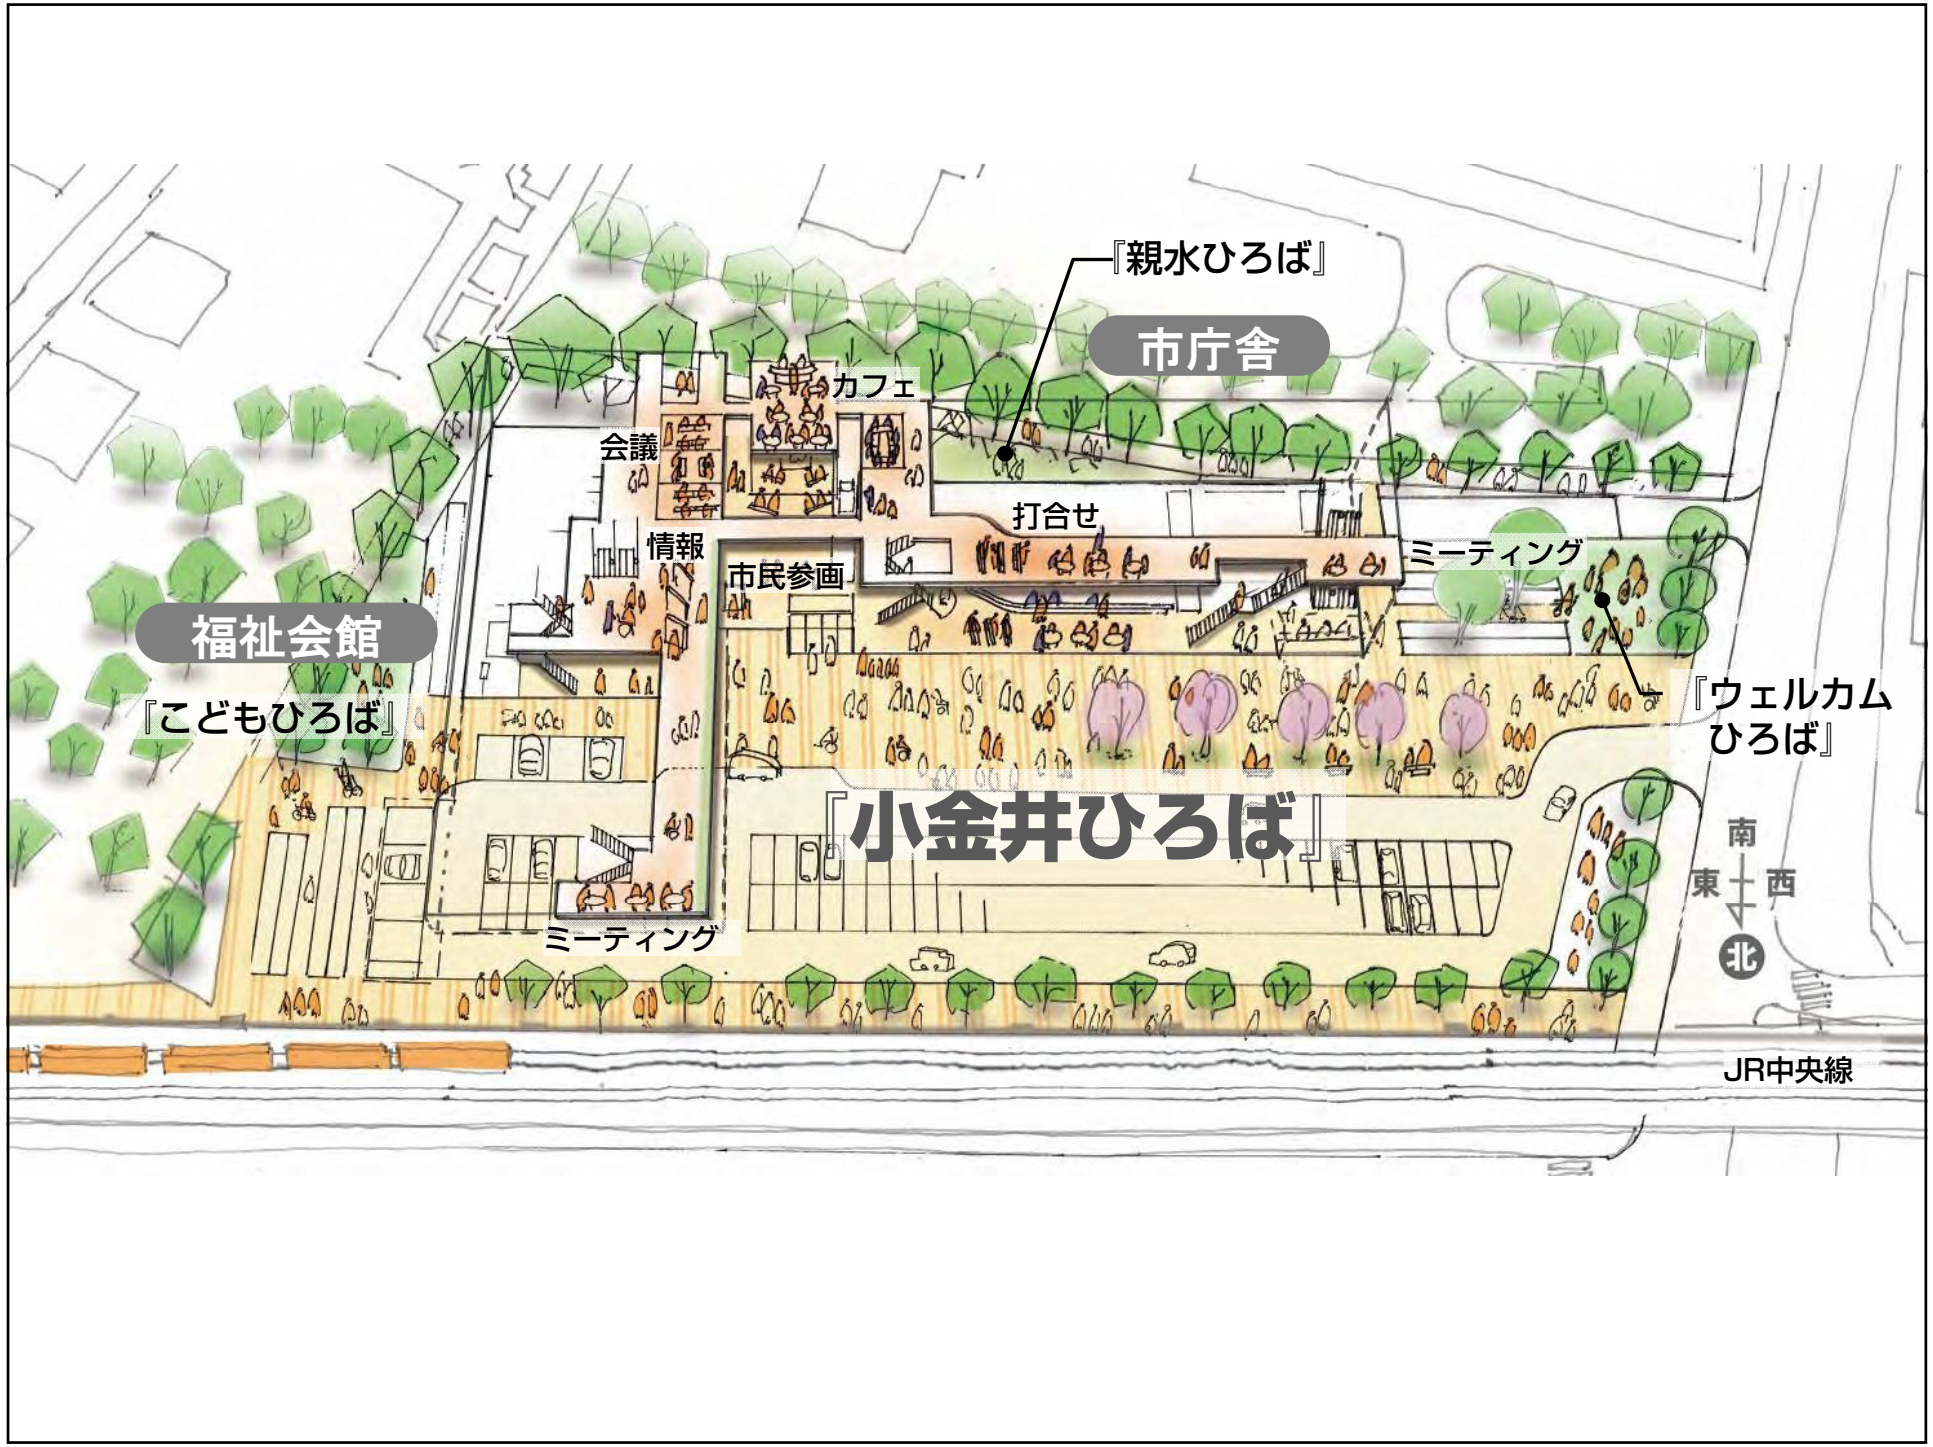 『親水ひろば』
市庁舎
カフェ
会議
打合せ
情報
ミーティング
市民参画
福祉会館
『こどもひろば』
『ウェルカム
ひろば』
『小金井ひろば』
南
東
西
北
ミーティング
JR中央線